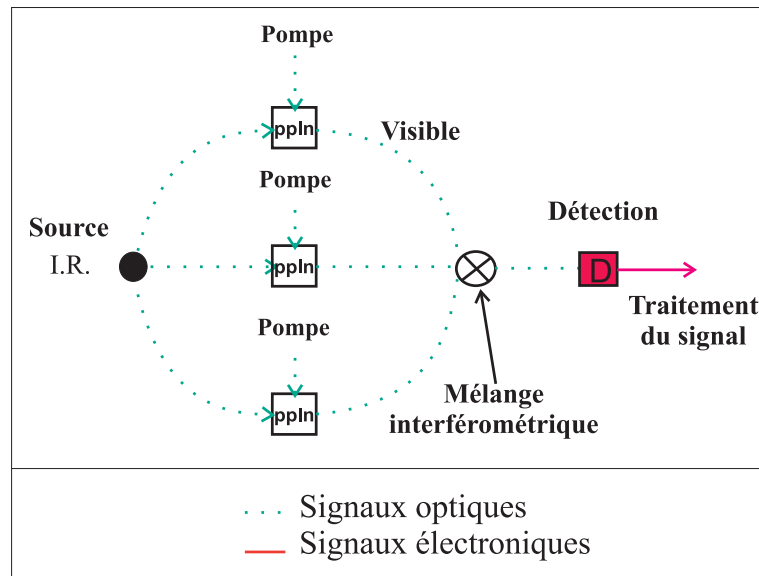 Pompe
ppln
Visible
Pompe
Source
I.R.
ppln
Détection
D
Pompe
Traitement
du signal
ppln
Mélange
interférométrique
Signaux optiques
Signaux électroniques